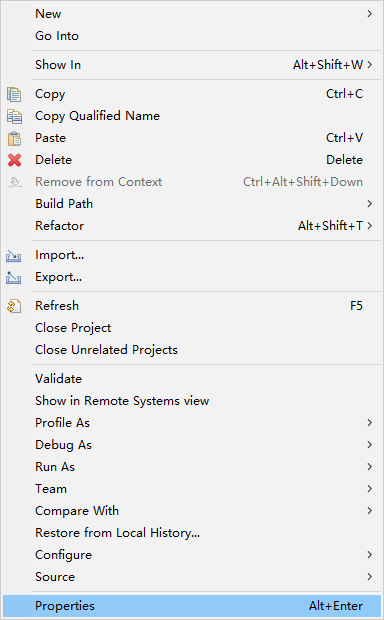 New
Go Into
Show In Alt+Shift+W
Copy Ctrl+C
Copy Qualified Name
Paste Ctrl+V
Delete Delete
Remove from Context Ctrl+Alt+Shift+Down
Build Path
Refactor Alt+Shift+T
Import...
Export...
Refresh F5
Close Project
Close Unrelated Projects
Validate
Show in Remote Systems view
Profile As
Debug As
Run As
Team
Compare With
Restore from Local History...
Configure
Source
Properties Alt+Enter